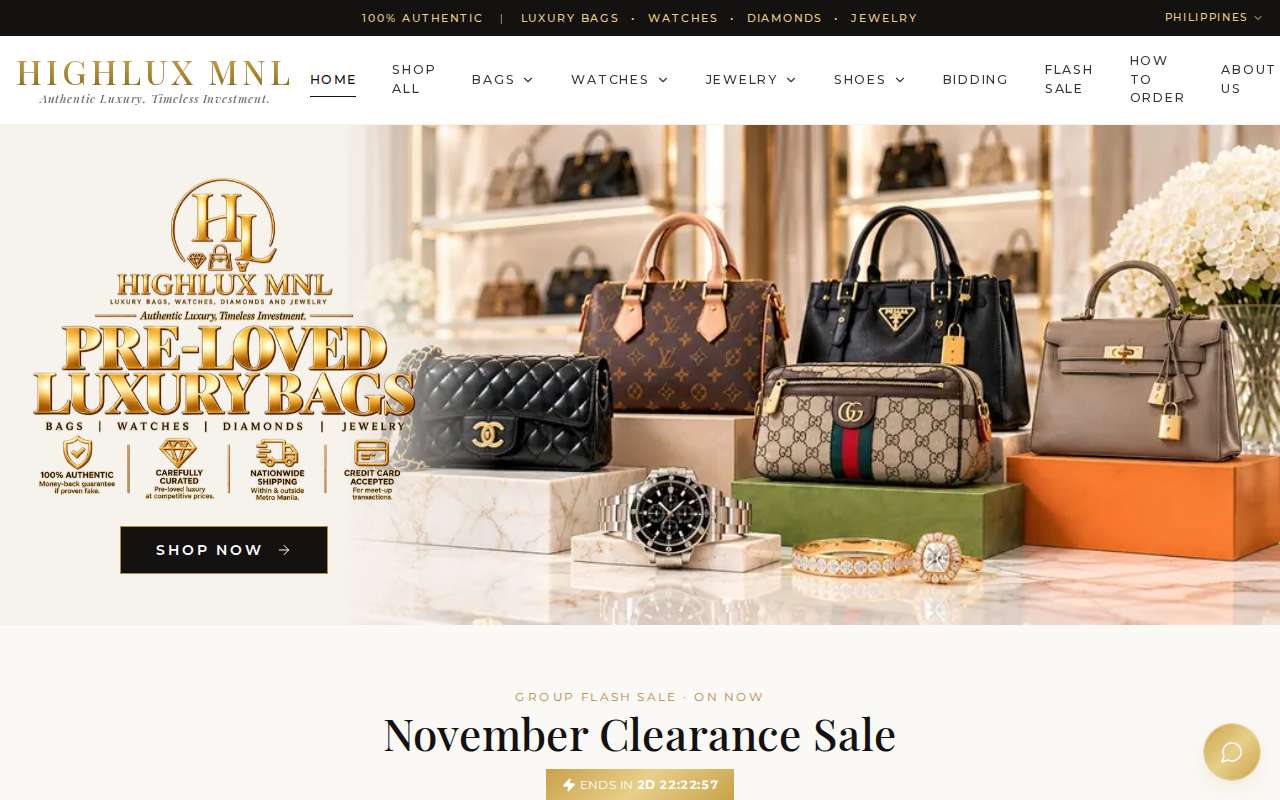 100% AUTHENTIC | LUXURY BAGS • WATCHES • DIAMONDS • JEWELRY
PHILIPPINES
HIGHLUX MNL
Authentic Luxury. Timeless Investment.
HOME
SHOP ALL
BAGS
WATCHES
JEWELRY
SHOES
BIDDING
FLASH SALE
HOW TO ORDER
ABOUT US
HL
HIGHLUX MNL
LUXURY BAGS, WATCHES, DIAMONDS AND JEWELRY
Authentic Luxury, Timeless Investment.
PRE-LOVED
LUXURY BAGS
BAGS | WATCHES | DIAMONDS | JEWELRY
100% AUTHENTIC
Money-back guarantee
if proven fake.
CAREFULLY
CURATED
Pre-loved luxury
at competitive prices.
NATIONWIDE
SHIPPING
Within & outside
Metro Manila.
CREDIT CARD
ACCEPTED
For meet-up
transactions.
SHOP NOW
PRADA
GROUP FLASH SALE · ON NOW
November Clearance Sale
ENDS IN 2D 22:22:57